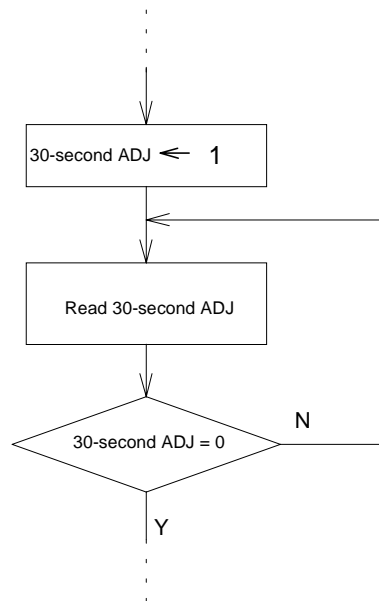 30-second ADJ ← 1
Read 30-second ADJ
30-second ADJ = 0
N
Y